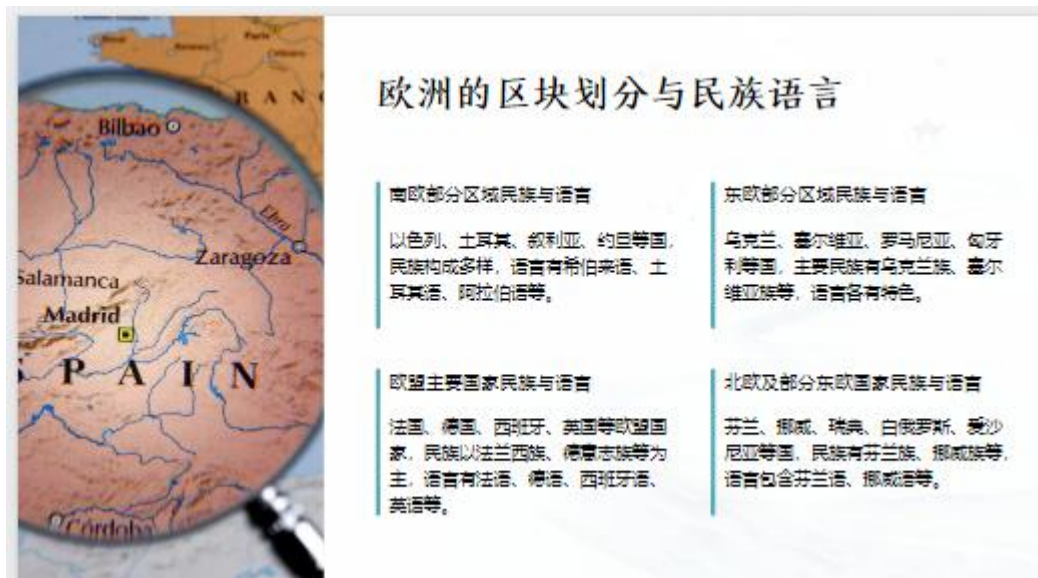 Paris
Orléans
R A N
Bilbao
Ebro
Zaragoza
Salamanca
Madrid
S P A I N
Córdoba
欧洲的区块划分与民族语言
南欧部分区域民族与语言
以色列、土耳其、叙利亚、约旦等国，
民族构成多样，语言有希伯来语、土
耳其语、阿拉伯语等。
东欧部分区域民族与语言
乌克兰、塞尔维亚、罗马尼亚、匈牙
利等国，主要民族有乌克兰族、塞尔
维亚族等，语言各有特色。
欧盟主要国家民族与语言
法国、德国、西班牙、英国等欧盟国
家，民族以法兰西族、德意志族等为
主，语言有法语、德语、西班牙语、
英语等。
北欧及部分东欧国家民族与语言
芬兰、挪威、瑞典、白俄罗斯、爱沙
尼亚等国，民族有芬兰族、挪威族等，
语言包含芬兰语、挪威语等。